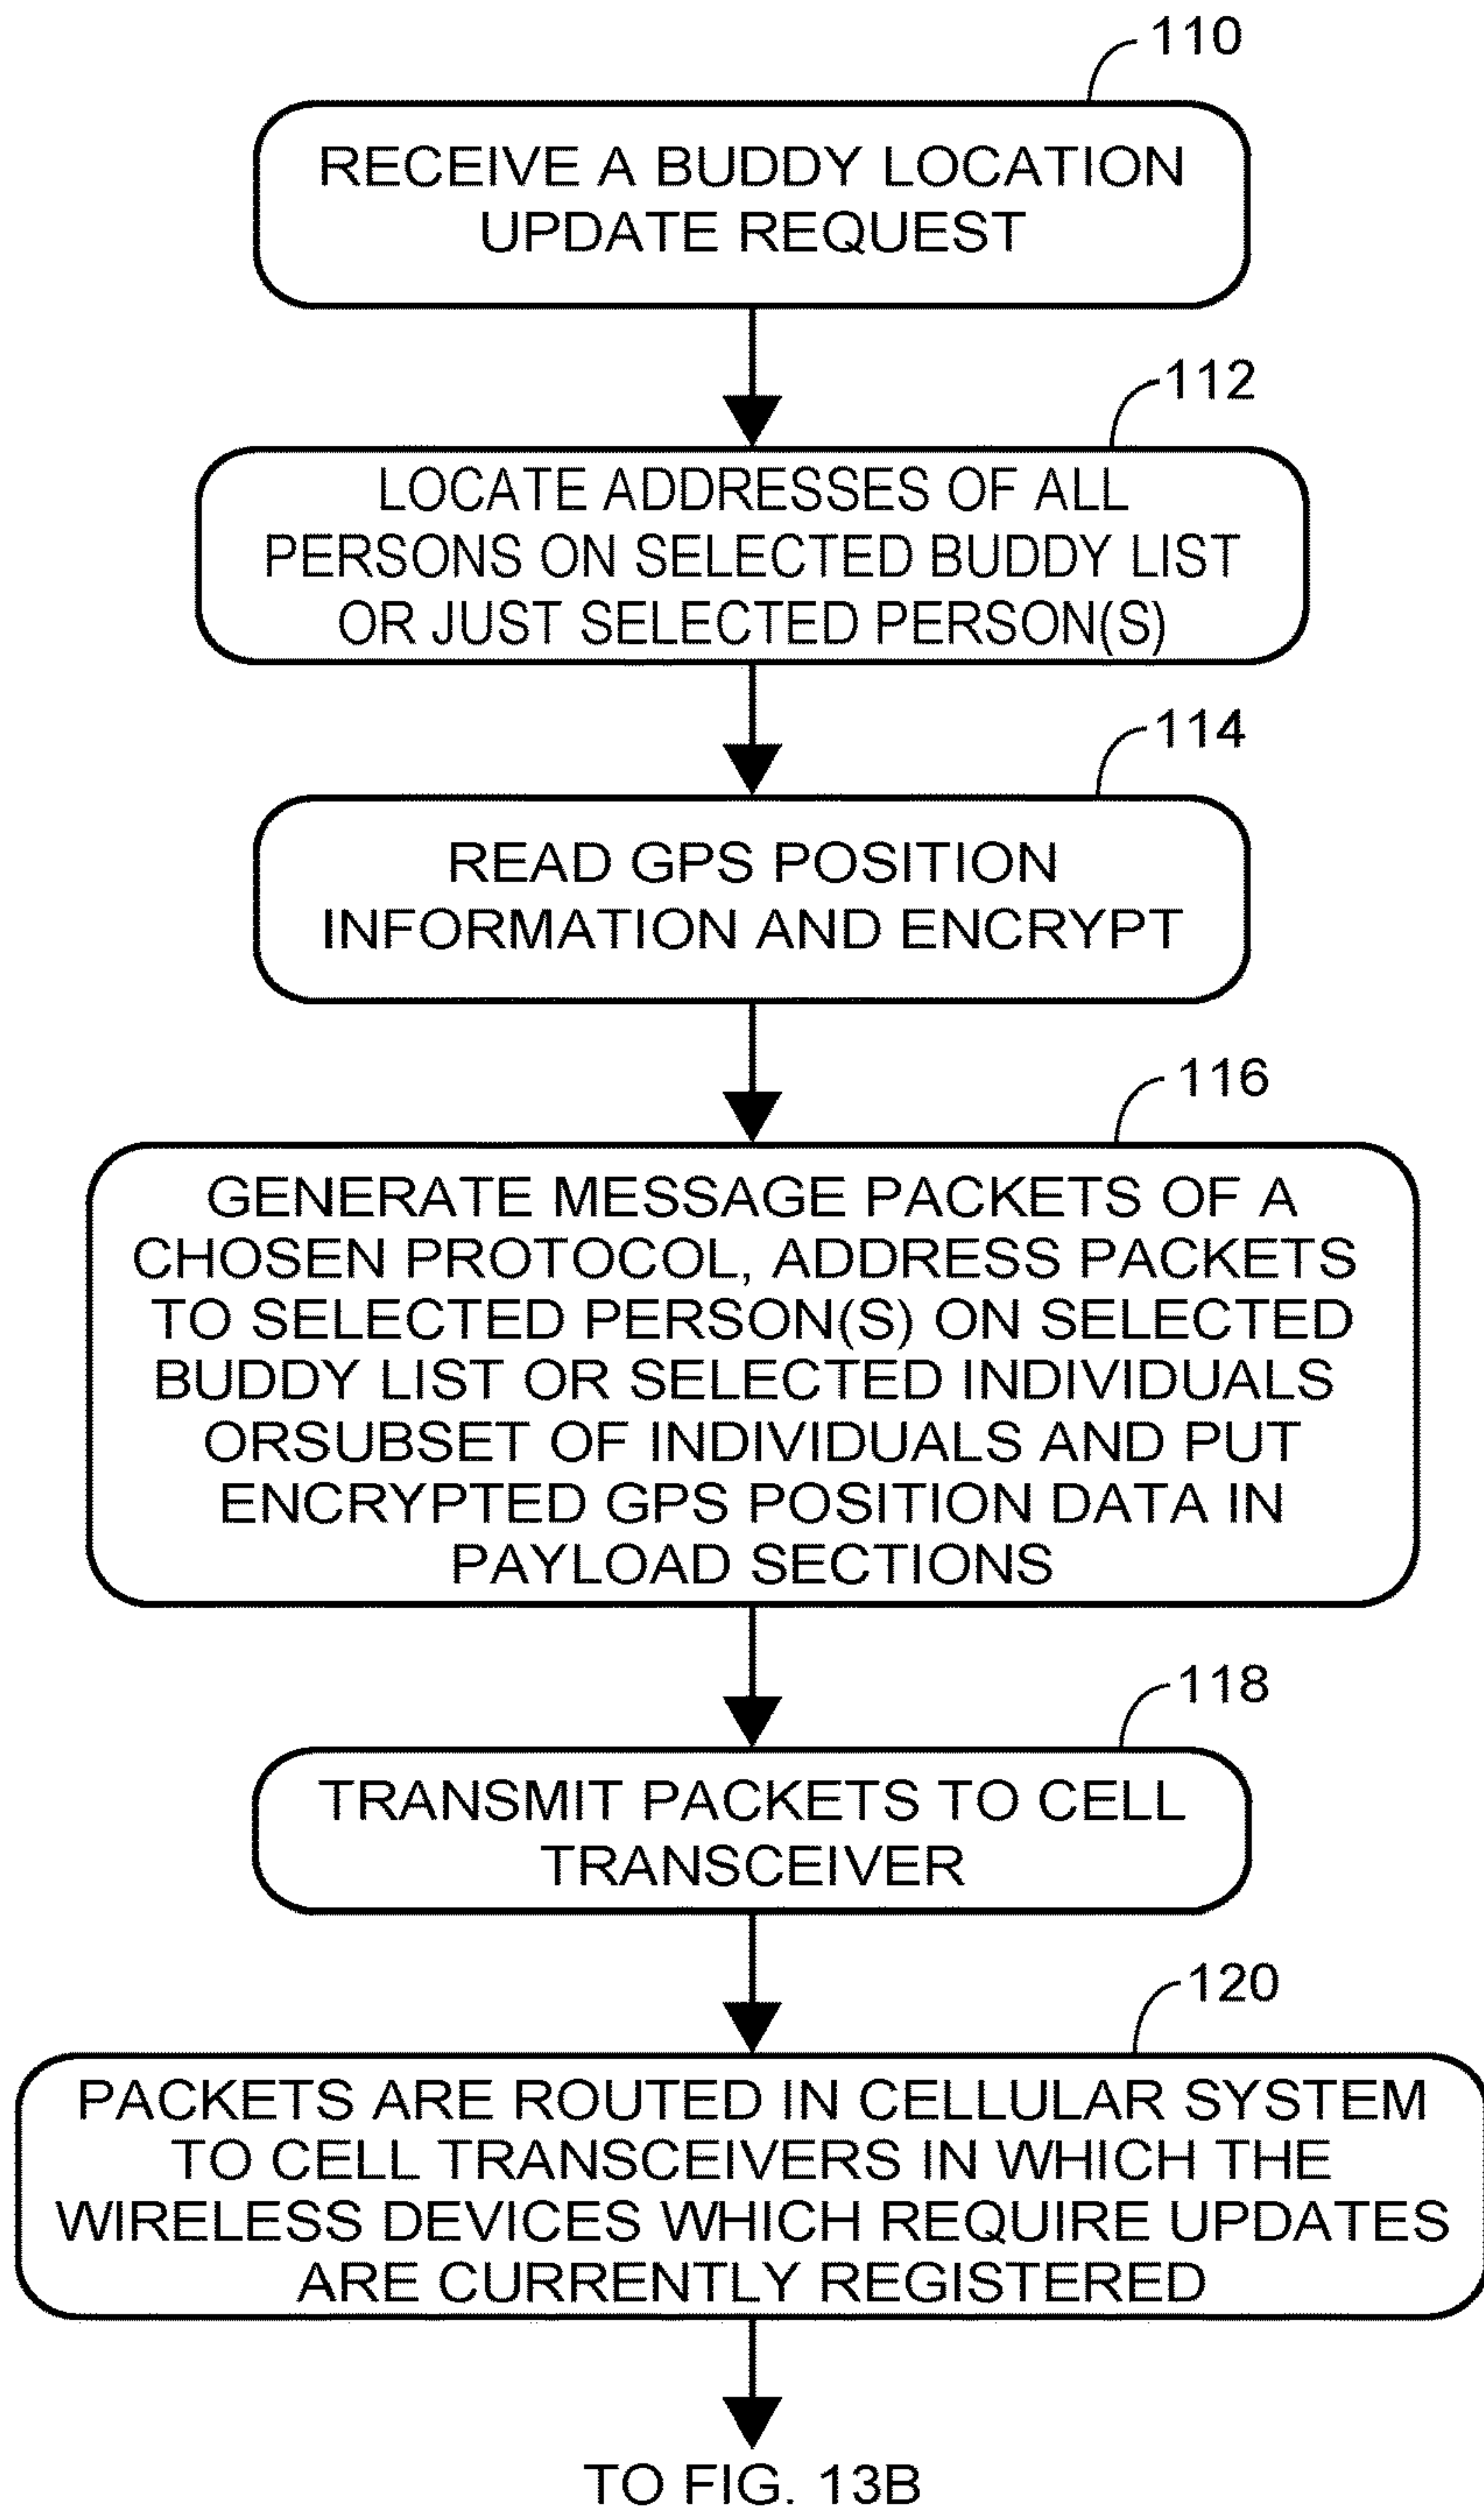 110
RECEIVE A BUDDY LOCATION
UPDATE REQUEST
112
LOCATE ADDRESSES OF ALL
PERSONS ON SELECTED BUDDY LIST
OR JUST SELECTED PERSON(S)
114
READ GPS POSITION
INFORMATION AND ENCRYPT
116
GENERATE MESSAGE PACKETS OF A
CHOSEN PROTOCOL, ADDRESS PACKETS
TO SELECTED PERSON(S) ON SELECTED
BUDDY LIST OR SELECTED INDIVIDUALS
ORSUBSET OF INDIVIDUALS AND PUT
ENCRYPTED GPS POSITION DATA IN
PAYLOAD SECTIONS
118
TRANSMIT PACKETS TO CELL
TRANSCEIVER
120
PACKETS ARE ROUTED IN CELLULAR SYSTEM
TO CELL TRANSCEIVERS IN WHICH THE
WIRELESS DEVICES WHICH REQUIRE UPDATES
ARE CURRENTLY REGISTERED
TO FIG. 13B